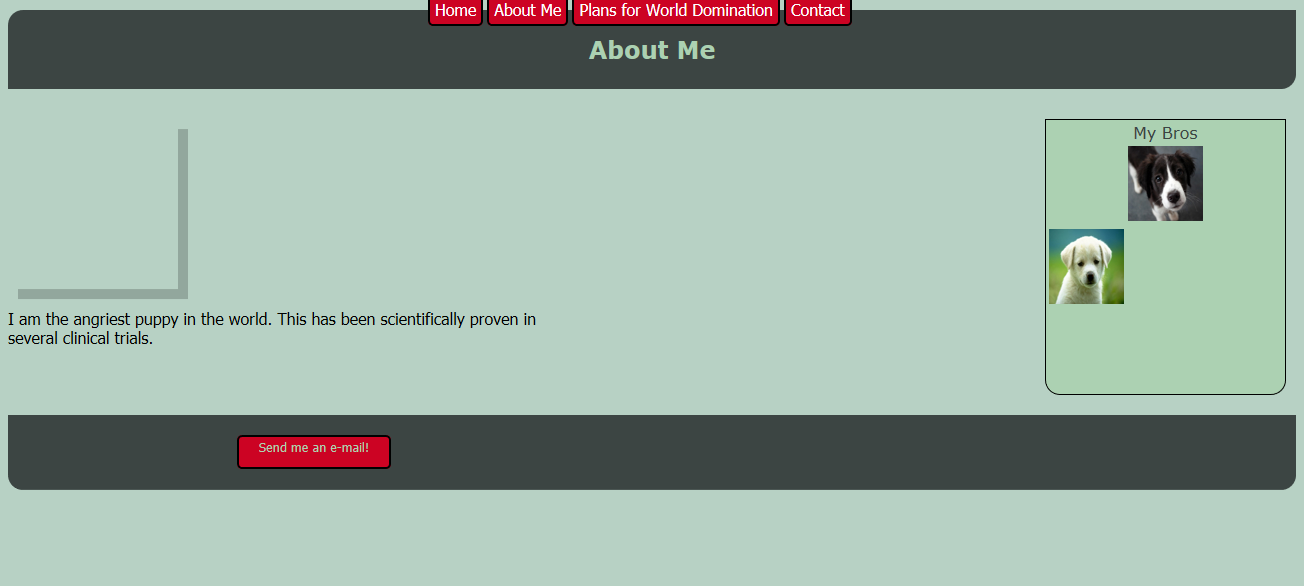 Home About Me Plans for World Domination Contact
About Me
My Bros
I am the angriest puppy in the world. This has been scientifically proven in
several clinical trials.
Send me an e-mail!